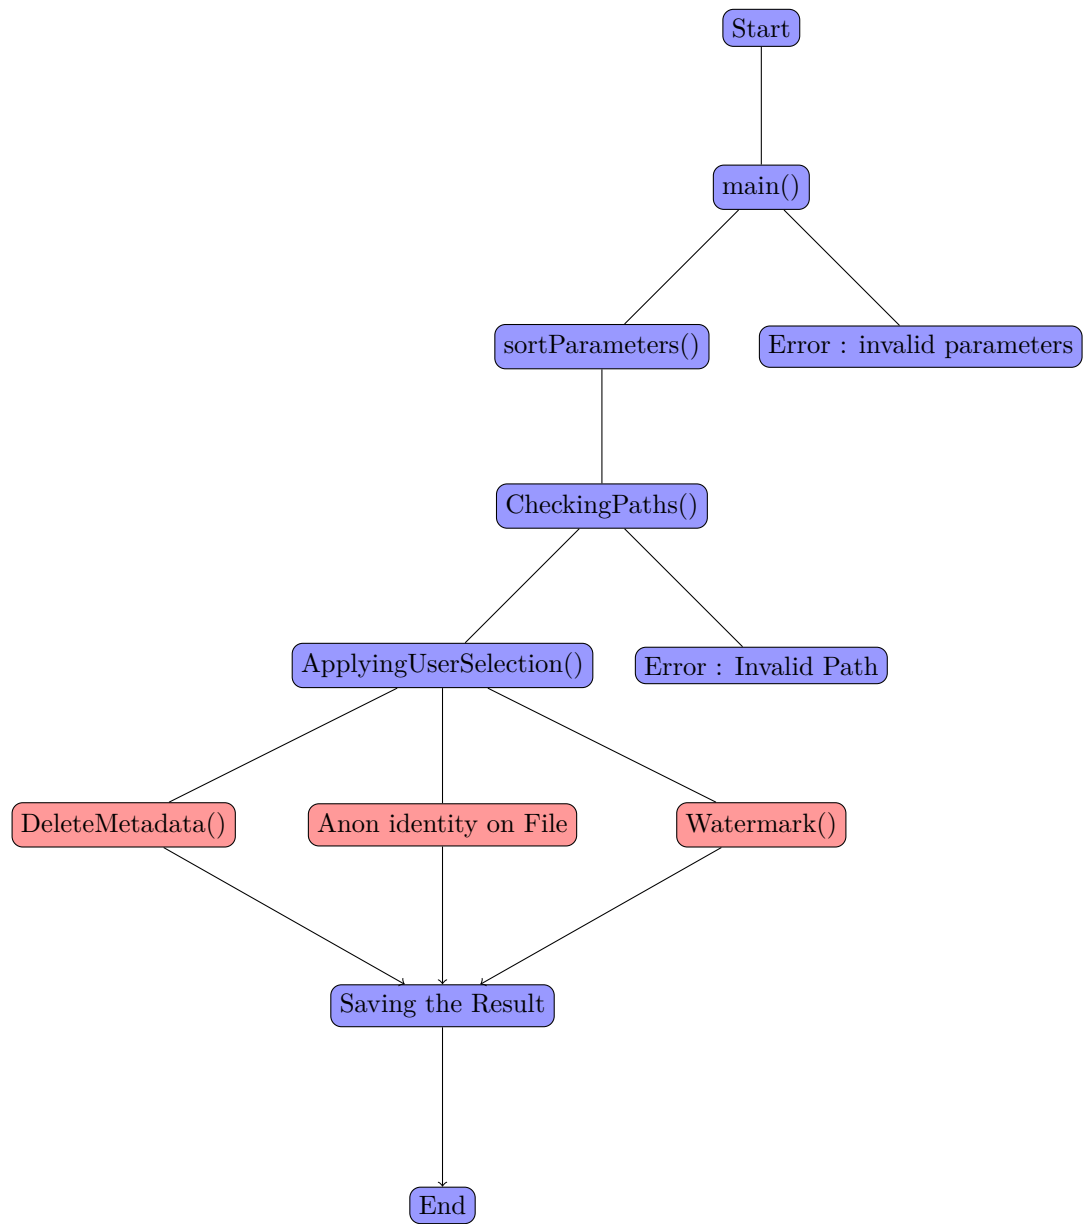 Start
main()
sortParameters()
Error : invalid parameters
CheckingPaths()
ApplyingUserSelection()
Error : Invalid Path
DeleteMetadata()
Anon identity on File
Watermark()
Saving the Result
End